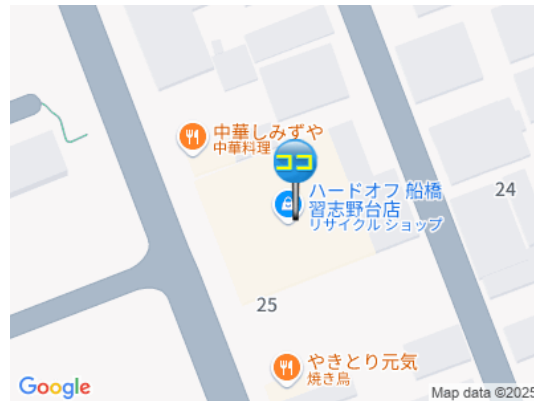 中華しみずや
中華料理
ココ
ハードオフ 船橋
習志野台店
リサイクル ショップ
24
25
やきとり元気
焼き鳥
Google
Map data ©2025